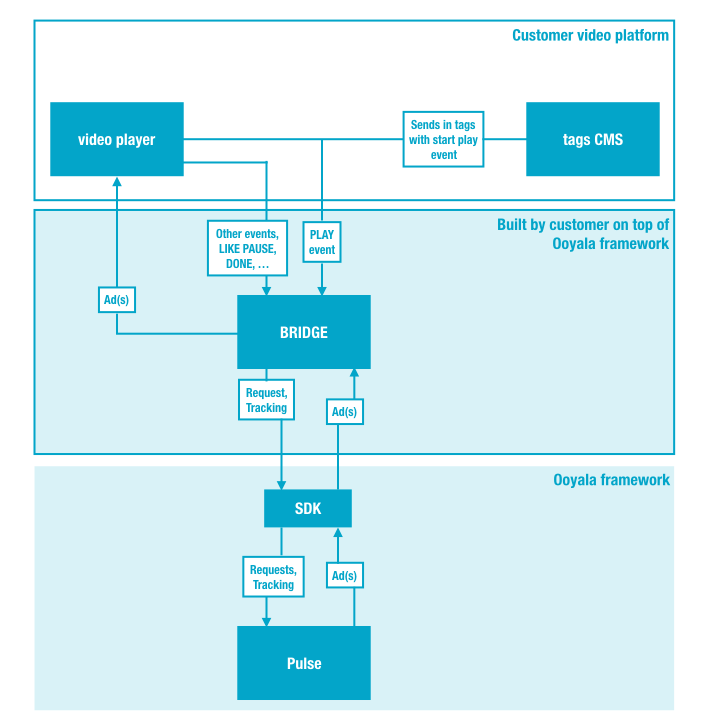 Customer video platform
video player
Sends in tags
with start play
event
tags CMS
Built by customer on top of
Ooyala framework
Other events,
LIKE PAUSE,
DONE, ...
PLAY
event
Ad(s)
BRIDGE
Request,
Tracking
Ad(s)
Ooyala framework
SDK
Requests,
Tracking
Ad(s)
Pulse